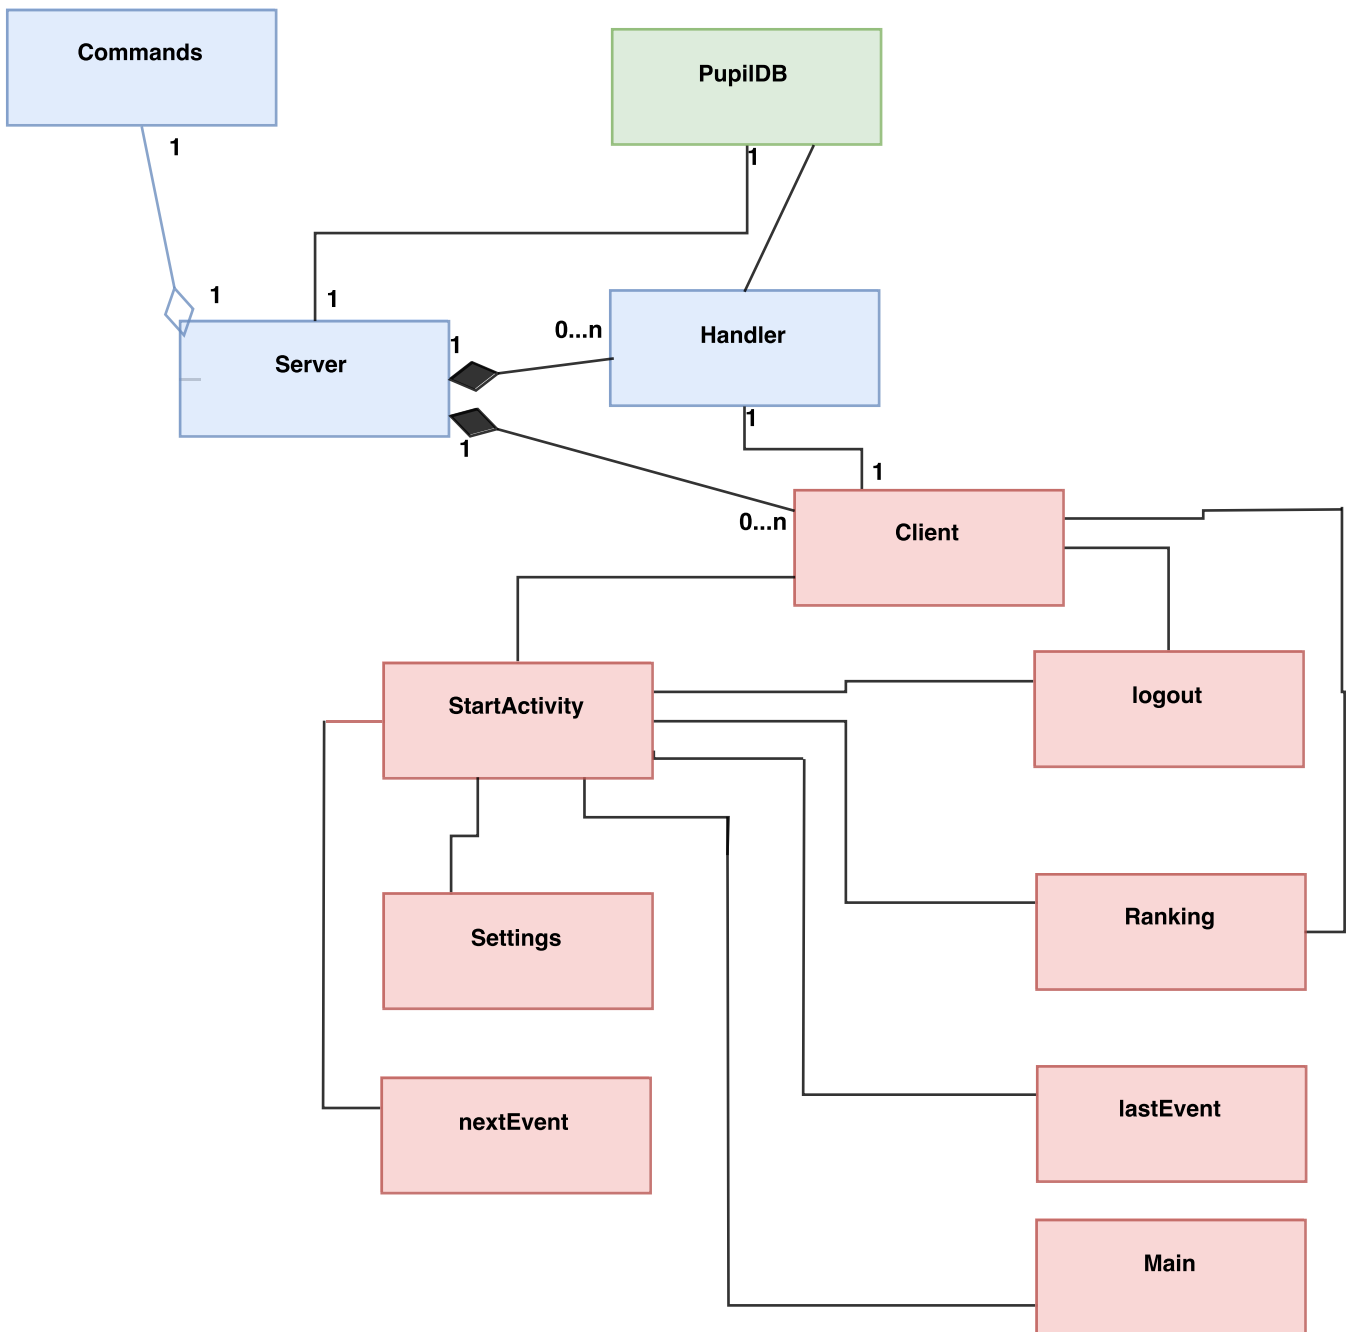 Commands
PupilDB
1
1
1
1
Handler
0...n
1
Server
1
1
1
0...n
Client
logout
StartActivity
Ranking
Settings
lastEvent
nextEvent
Main